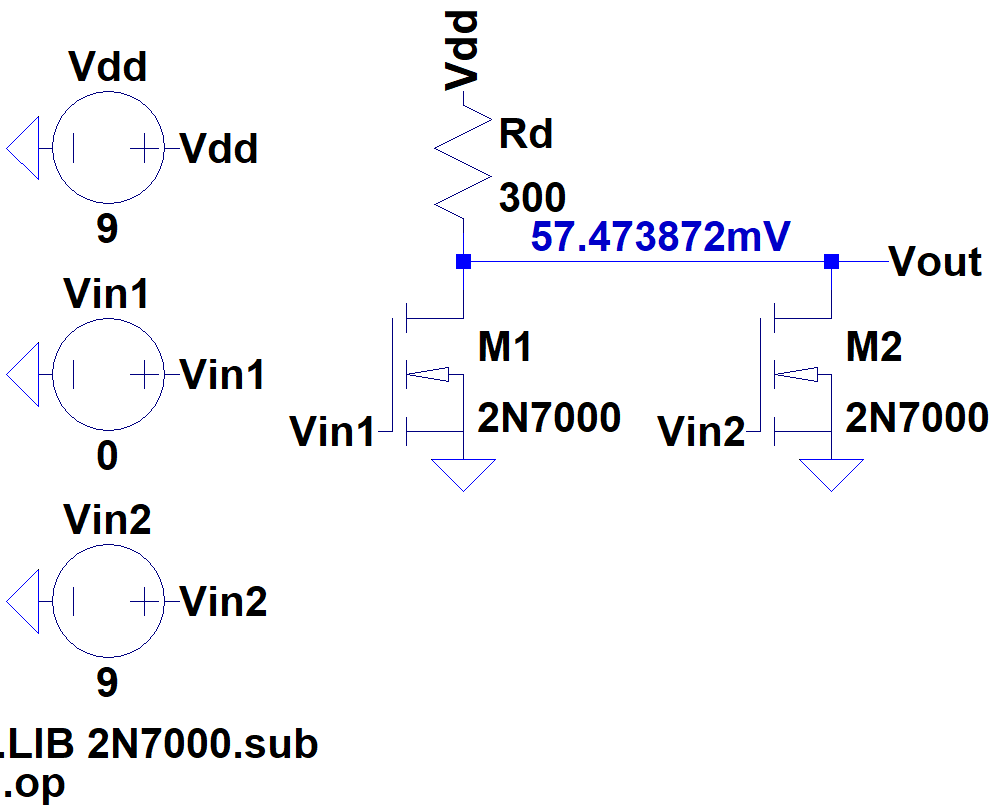 Vdd
Vdd
9
Vin1
Vin1
0
Vin2
Vin2
9
.LIB 2N7000.sub
.op
Vdd
Rd
300
57.473872mV
Vout
M1
2N7000
Vin1
M2
2N7000
Vin2